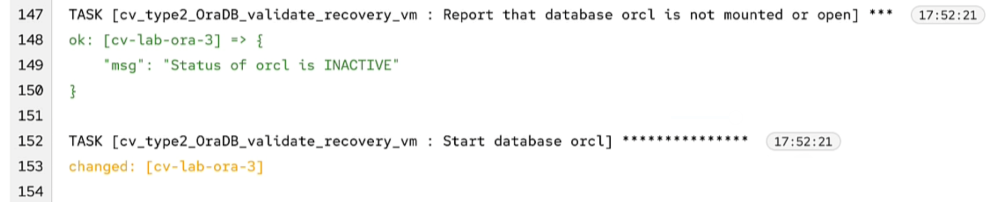 147 TASK [cv_type2_OraDB_validate_recovery_vm : Report that database orcl is not mounted or open] *** 17:52:21
148 ok: [cv-lab-ora-3] => {
149 "msg": "Status of orcl is INACTIVE"
150 }
151
152 TASK [cv_type2_OraDB_validate_recovery_vm : Start database orcl] *************** 17:52:21
153 changed: [cv-lab-ora-3]
154